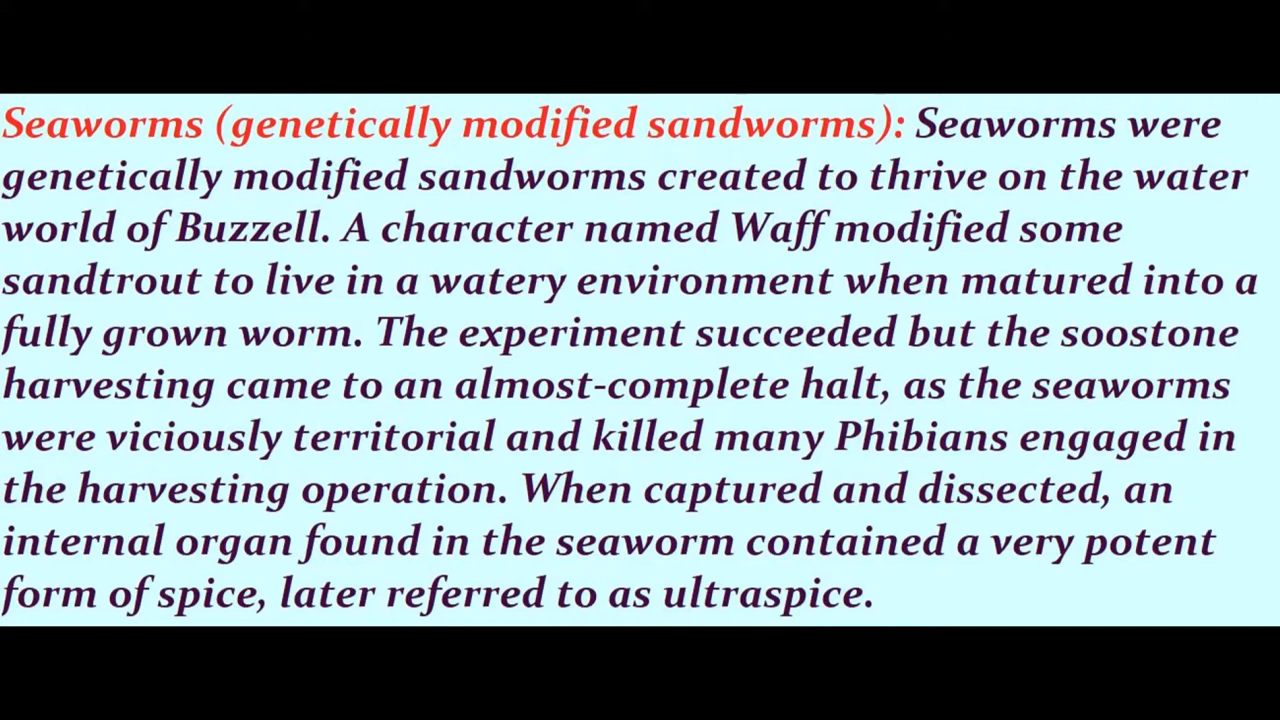 Seaworms (genetically modified sandworms): Seaworms were
genetically modified sandworms created to thrive on the water
world of Buzzell. A character named Waff modified some
sandtrout to live in a watery environment when matured into a
fully grown worm. The experiment succeeded but the soostone
harvesting came to an almost-complete halt, as the seaworms
were viciously territorial and killed many Phibians engaged in
the harvesting operation. When captured and dissected, an
internal organ found in the seaworm contained a very potent
form of spice, later referred to as ultraspice.